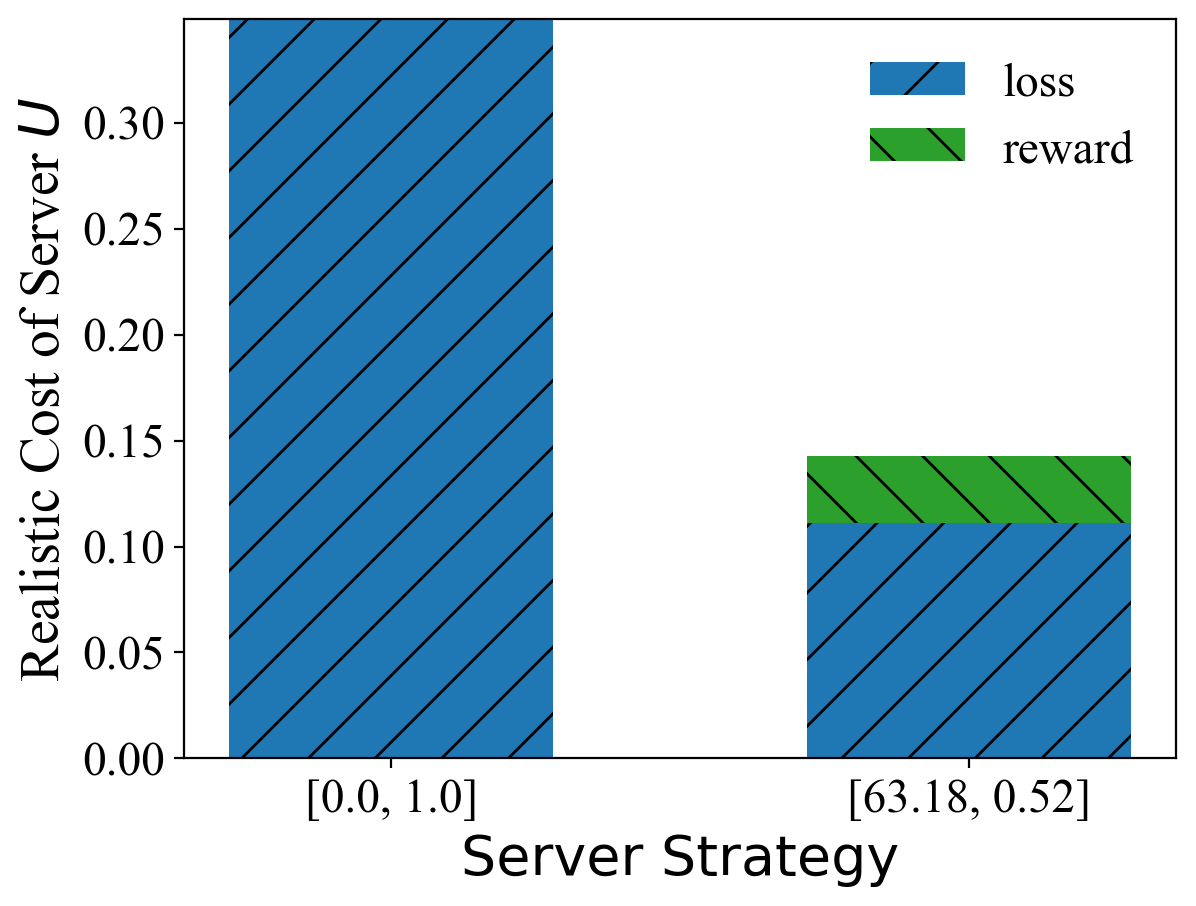 Realistic Cost of Server U
0.30
0.25
0.20
0.15
0.10
0.05
0.00
loss
reward
[0.0, 1.0]
[63.18, 0.52]
Server Strategy